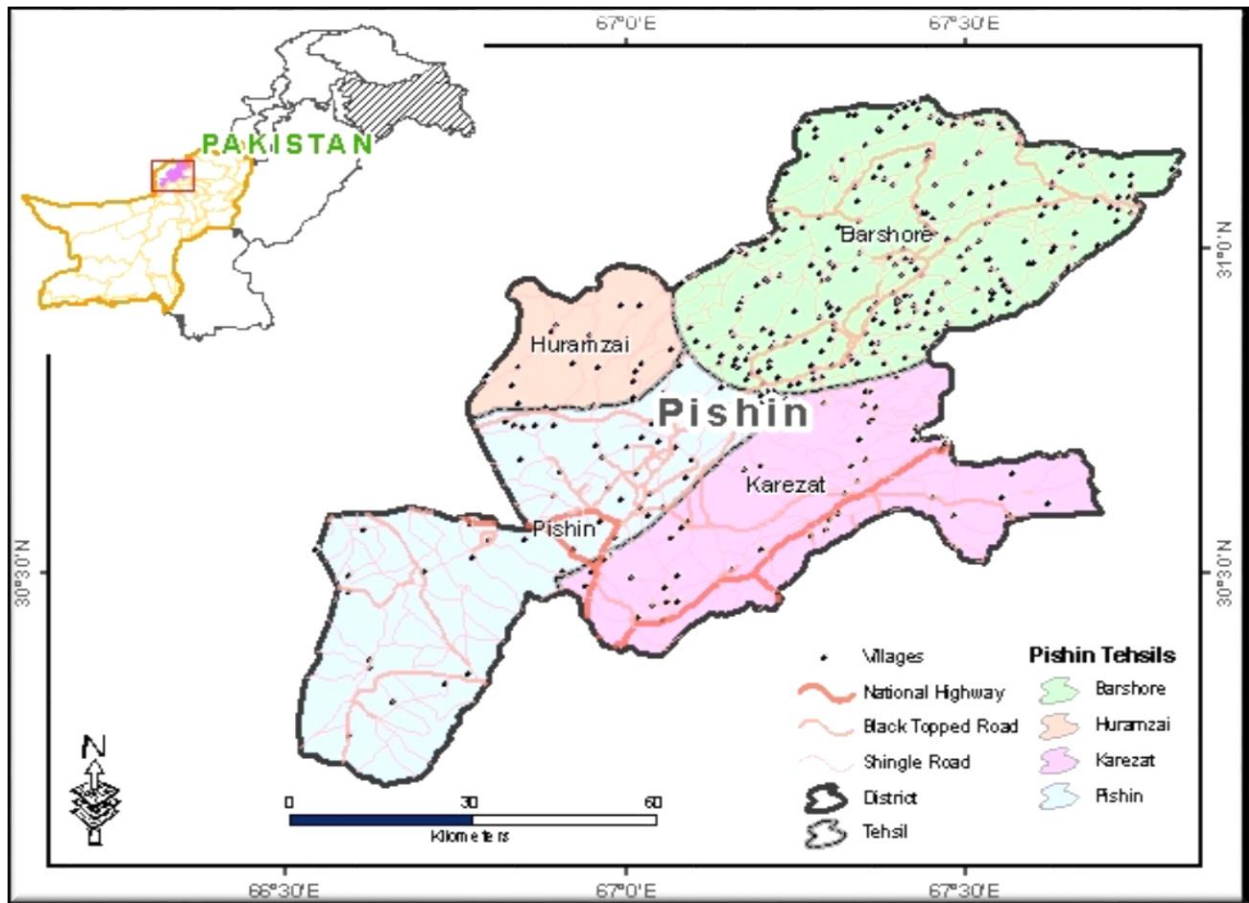 67°0'E 67°30'E
PAKISTAN
Barshore
31°0'N
Huramzai
Pishin
Karezat
Pishin
30°30'N 30°30'N
Villages
National Highway
Black Topped Road
Shingle Road
District
Tehsil
Pishin Tehsils
Barshore
Huramzai
Karezat
Pishin
N
0 30 60
Kilometers
66°30'E 67°0'E 67°30'E